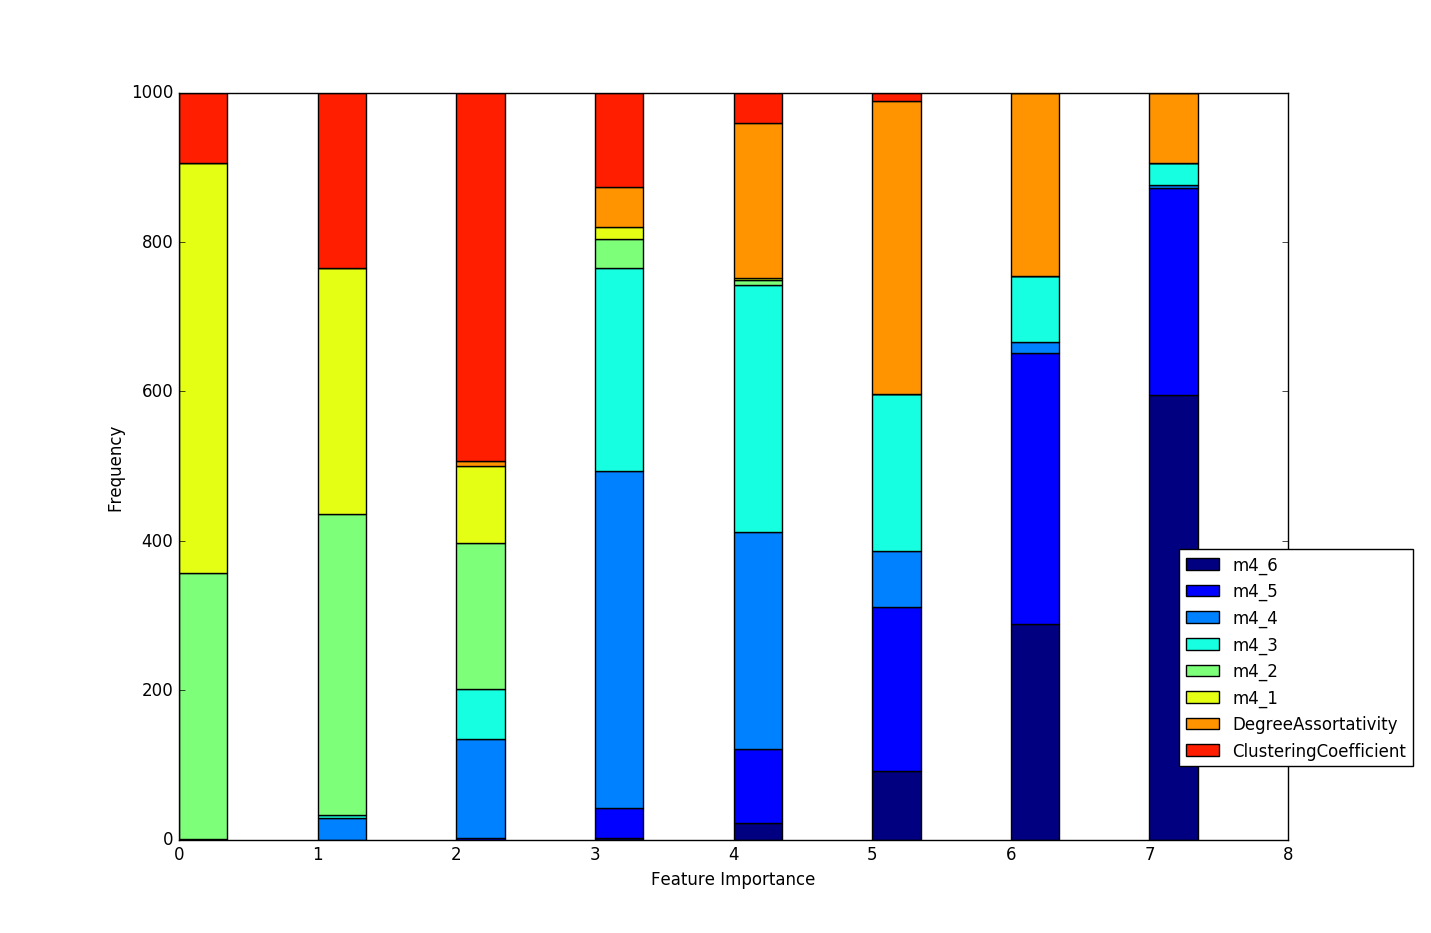 1000
800
600
400
200
0
Frequency
0 1 2 3 4 5 6 7 8
Feature Importance
m4_6
m4_5
m4_4
m4_3
m4_2
m4_1
DegreeAssortativity
ClusteringCoefficient